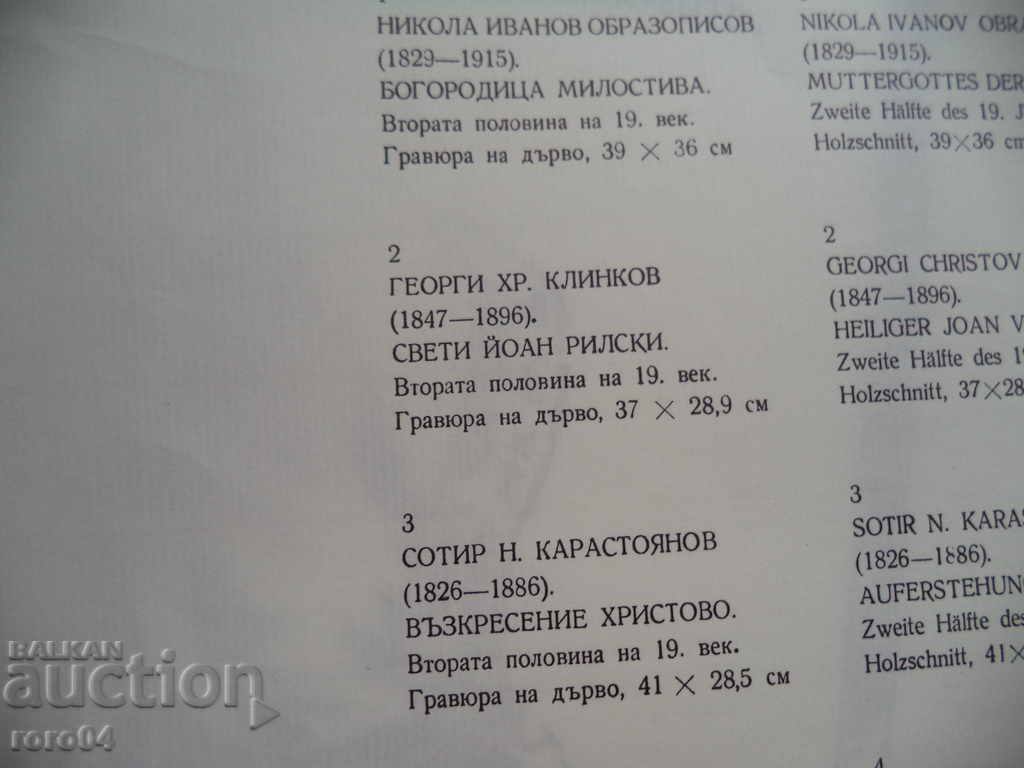 НИКОЛА ИВАНОВ ОБРАЗОПИСОВ
(1829—1915).
БОГОРОДИЦА МИЛОСТИВА.
Втората половина на 19. век.
Гравюра на дърво, 39 × 36 см
2
ГЕОРГИ ХР. КЛИНКОВ
(1847—1896).
СВЕТИ ЙОАН РИЛСКИ.
Втората половина на 19. век.
Гравюра на дърво, 37 × 28,9 см
3
СОТИР Н. КАРАСТОЯНОВ
(1826—1886).
ВЪЗКРЕСЕНИЕ ХРИСТОВО.
Втората половина на 19. век.
Гравюра на дърво, 41 × 28,5 см
NIKOLA IVANOV OBRA
(1829—1915).
MUTTERGOTTES DER
Zweite Hälfte des 19. J
Holzschnitt, 39×36 cm
2
GEORGI CHRISTOV
(1847—1896).
HEILIGER JOAN V
Zweite Hälfte des 19
Holzschnitt, 37×28
3
SOTIR N. KARAS
(1826—1886).
AUFERSTEHUN
Zweite Hälfte des
Holzschnitt, 41×
4
BALKAN
auction
roro04